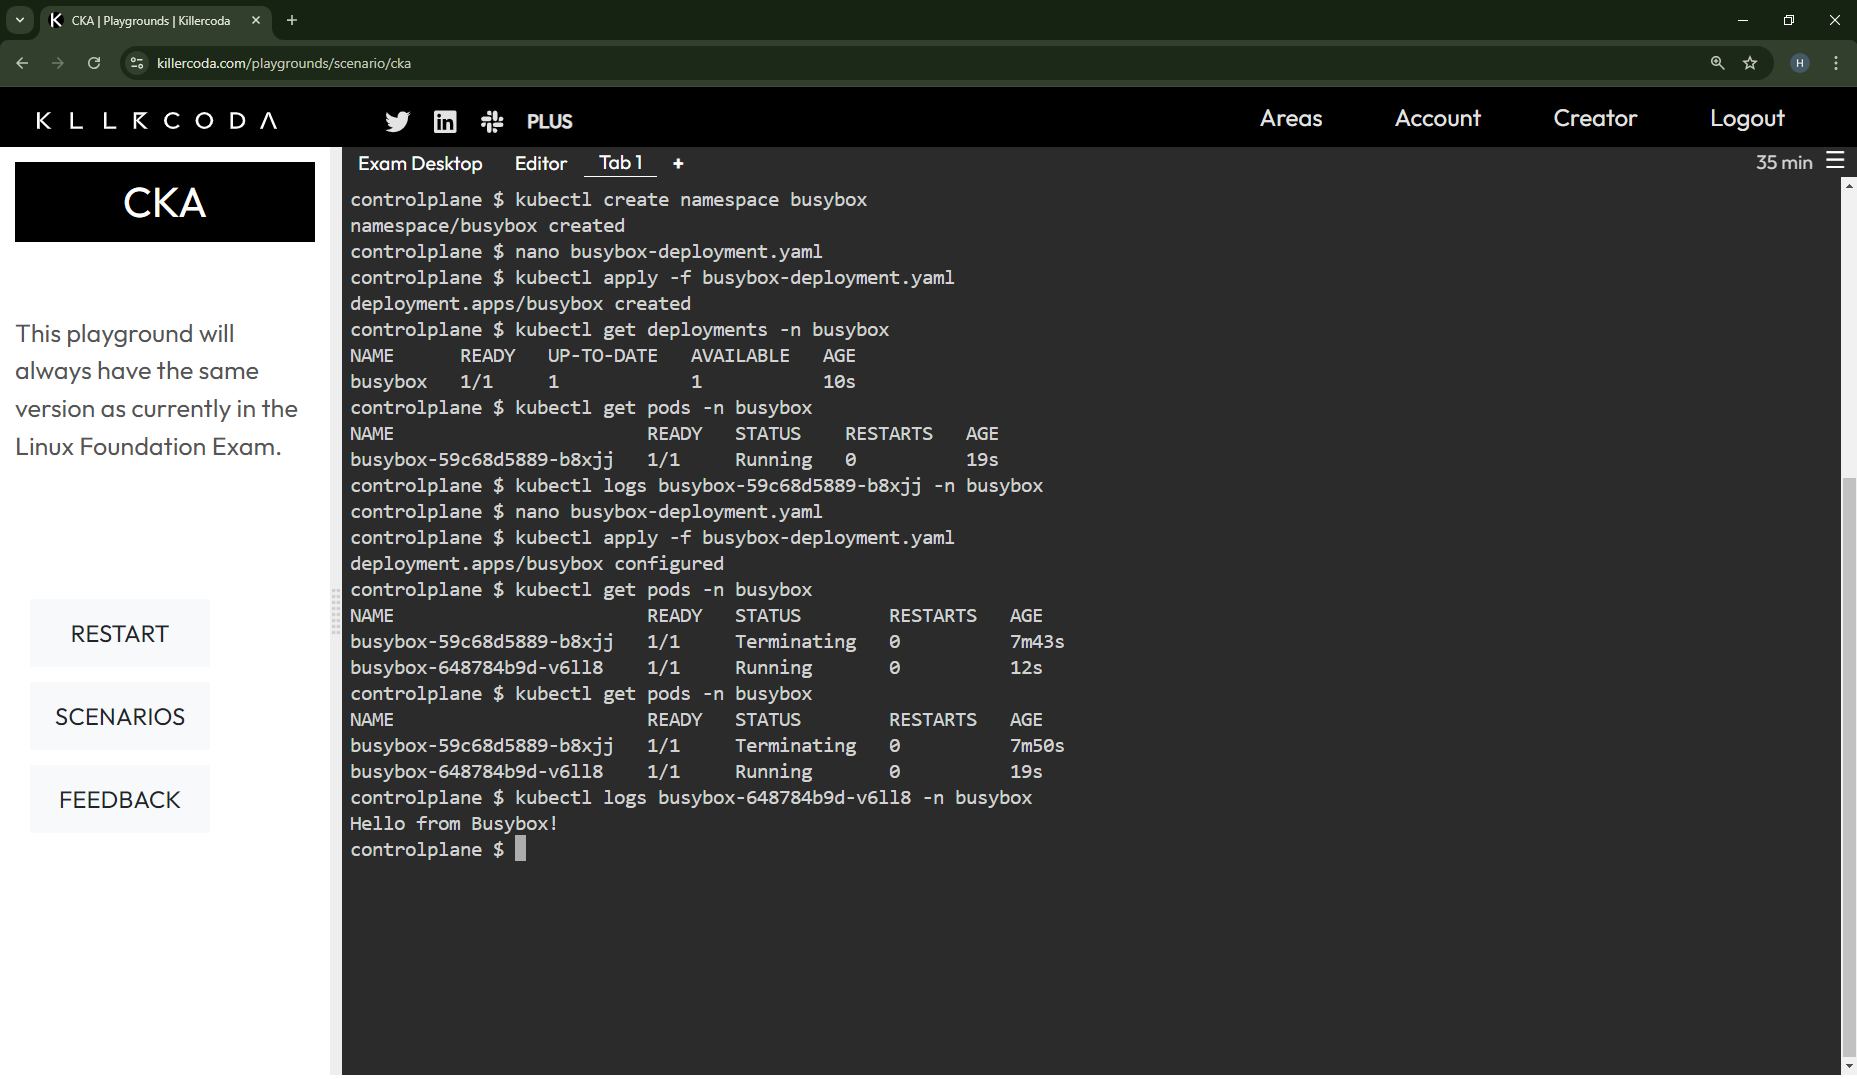 CKA | Playgrounds | Killercoda
killercoda.com/playgrounds/scenario/cka
H
KLLRCODA
PLUS
Areas
Account
Creator
Logout
CKA
This playground will
always have the same
version as currently in the
Linux Foundation Exam.
RESTART
SCENARIOS
FEEDBACK
Exam Desktop Editor Tab 1 +
35 min
controlplane $ kubectl create namespace busybox
namespace/busybox created
controlplane $ nano busybox-deployment.yaml
controlplane $ kubectl apply -f busybox-deployment.yaml
deployment.apps/busybox created
controlplane $ kubectl get deployments -n busybox
NAME      READY   UP-TO-DATE   AVAILABLE   AGE
busybox   1/1     1            1           10s
controlplane $ kubectl get pods -n busybox
NAME                       READY   STATUS    RESTARTS   AGE
busybox-59c68d5889-b8xjj   1/1     Running   0          19s
controlplane $ kubectl logs busybox-59c68d5889-b8xjj -n busybox
controlplane $ nano busybox-deployment.yaml
controlplane $ kubectl apply -f busybox-deployment.yaml
deployment.apps/busybox configured
controlplane $ kubectl get pods -n busybox
NAME                       READY   STATUS        RESTARTS   AGE
busybox-59c68d5889-b8xjj   1/1     Terminating   0          7m43s
busybox-648784b9d-v6ll8    1/1     Running       0          12s
controlplane $ kubectl get pods -n busybox
NAME                       READY   STATUS        RESTARTS   AGE
busybox-59c68d5889-b8xjj   1/1     Terminating   0          7m50s
busybox-648784b9d-v6ll8    1/1     Running       0          19s
controlplane $ kubectl logs busybox-648784b9d-v6ll8 -n busybox
Hello from Busybox!
controlplane $